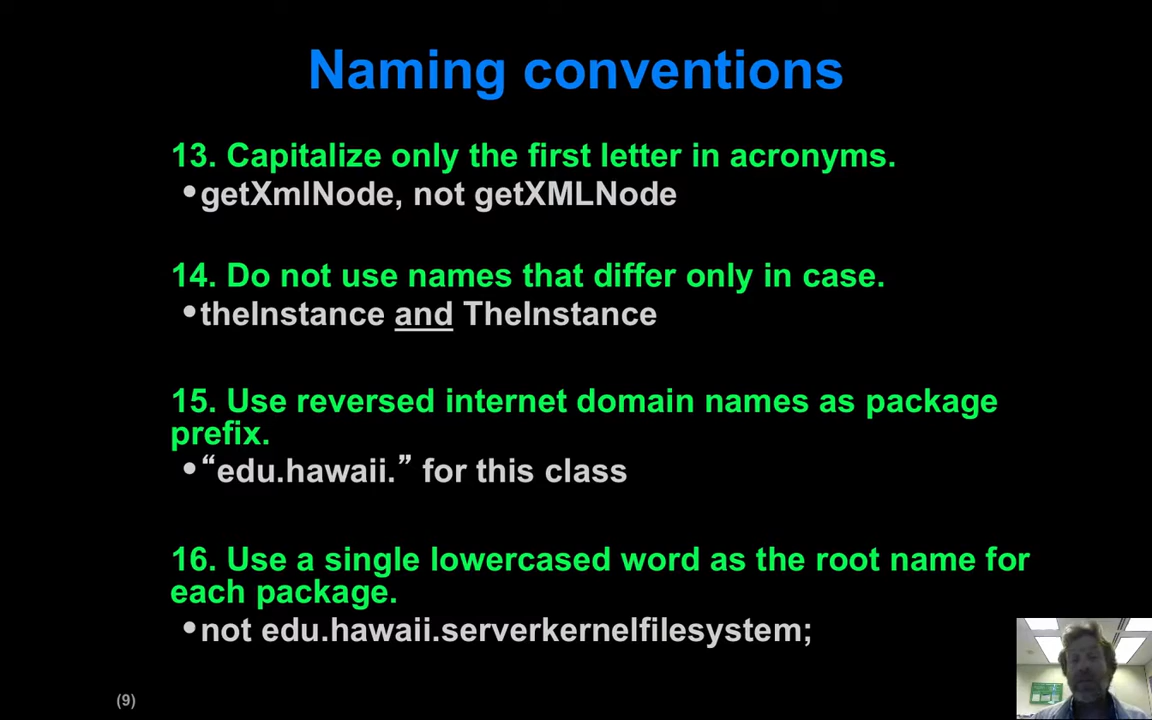 Naming conventions
13. Capitalize only the first letter in acronyms.
•getXmlNode, not getXMLNode
14. Do not use names that differ only in case.
•theInstance and TheInstance
15. Use reversed internet domain names as package
prefix.
•“edu.hawaii.” for this class
16. Use a single lowercased word as the root name for
each package.
•not edu.hawaii.serverkernelfilesystem;
(9)